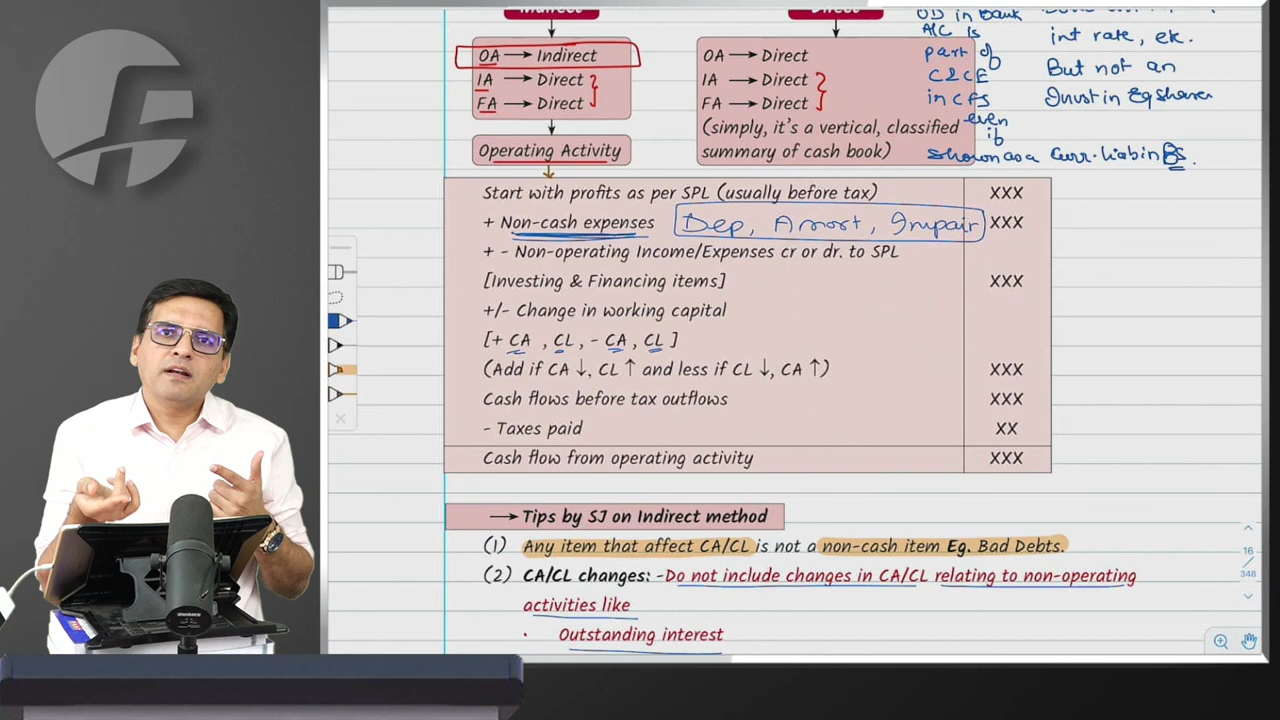 Indirect
Direct
OA → Indirect
IA → Direct
FA → Direct
Operating Activity
OA → Direct
IA → Direct
FA → Direct
(simply, it's a vertical, classified
summary of cash book)
OD in Bank
A/C is
part of
C & CE
in CFS
even
if
shown as a Curr. liab in BS.
int rate, etc.
But not an
Invst in Eq shares
Start with profits as per SPL (usually before tax) XXX
+ Non-cash expenses Dep, Amort, Impair XXX
+ - Non-operating Income/Expenses cr or dr. to SPL
[Investing & Financing items] XXX
+/- Change in working capital
[+ CA , CL , - CA , CL ]
(Add if CA ↓, CL ↑ and less if CL ↓, CA ↑) XXX
Cash flows before tax outflows XXX
- Taxes paid XX
Cash flow from operating activity XXX
→ Tips by SJ on Indirect method
(1) Any item that affect CA/CL is not a non-cash item Eg. Bad Debts.
(2) CA/CL changes: -Do not include changes in CA/CL relating to non-operating
activities like
· Outstanding interest
16
348